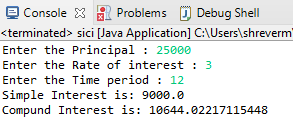 Console Problems Debug Shell
<terminated> sici [Java Application] C:\Users\shreverm
Enter the Principal : 25000
Enter the Rate of interest : 3
Enter the Time period : 12
Simple Interest is: 9000.0
Compund Interest is: 10644.02217115448